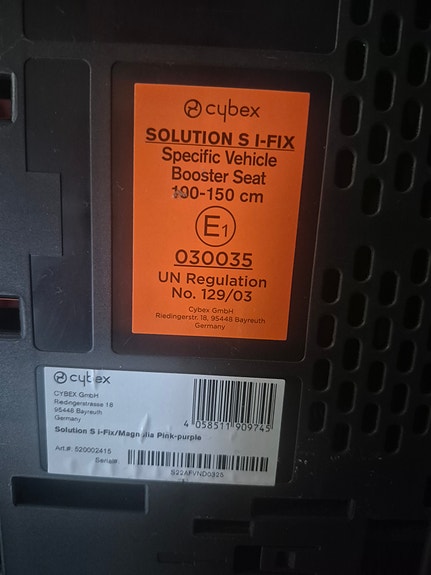 cybex
SOLUTION S I-FIX
Specific Vehicle
Booster Seat
100-150 cm
E1
030035
UN Regulation
No. 129/03
Cybex GmbH
Riedingerstr. 18, 95448 Bayreuth
Germany
cybex
CYBEX GmbH
Riedingerstrasse 18
95448 Bayreuth
Germany
4 058511 909745
Solution S i-Fix/Magnolia Pink-purple
Art.#: 520002415
Serial#:
S22AFVND0325